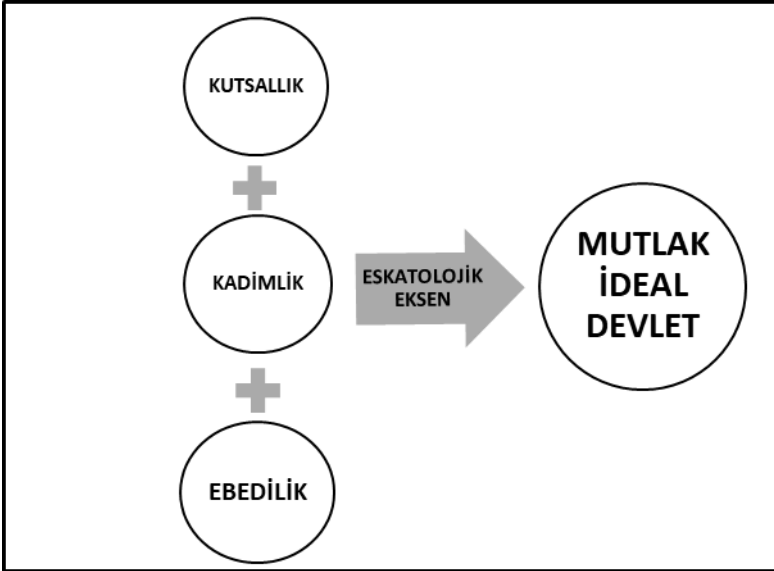 KUTSALLIK
KADİMLİK
EBEDİLİK
ESKATOLOJİK
EKSEN
MUTLAK
İDEAL
DEVLET